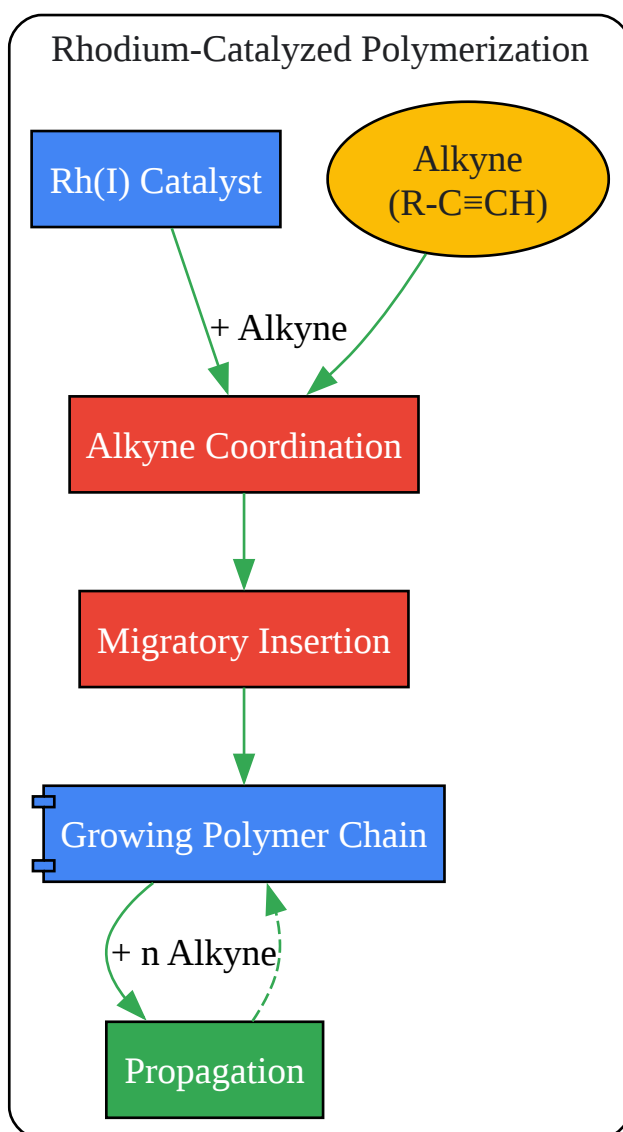 Rhodium-Catalyzed Polymerization
Rh(I) Catalyst
Alkyne
(R-C≡CH)
+ Alkyne
Alkyne Coordination
Migratory Insertion
Growing Polymer Chain
+ n Alkyne
Propagation